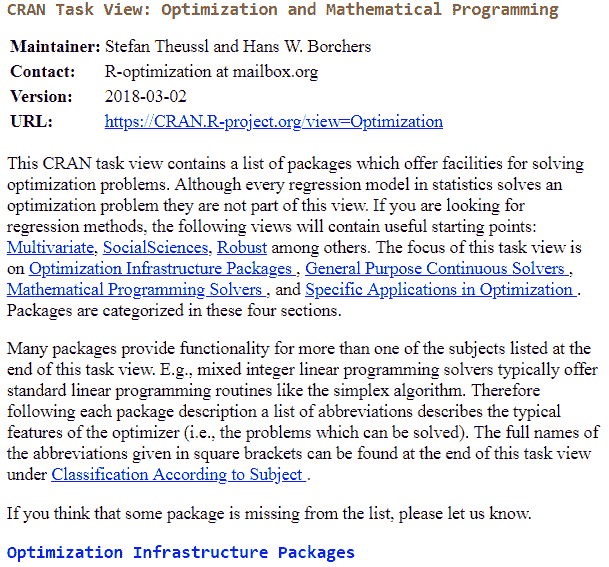 CRAN Task View: Optimization and Mathematical Programming
Maintainer: Stefan Theussl and Hans W. Borchers
Contact: R-optimization at mailbox.org
Version: 2018-03-02
URL: https://CRAN.R-project.org/view=Optimization
This CRAN task view contains a list of packages which offer facilities for solving
optimization problems. Although every regression model in statistics solves an
optimization problem they are not part of this view. If you are looking for
regression methods, the following views will contain useful starting points:
Multivariate, SocialSciences, Robust among others. The focus of this task view is
on Optimization Infrastructure Packages , General Purpose Continuous Solvers ,
Mathematical Programming Solvers , and Specific Applications in Optimization .
Packages are categorized in these four sections.
Many packages provide functionality for more than one of the subjects listed at the
end of this task view. E.g., mixed integer linear programming solvers typically offer
standard linear programming routines like the simplex algorithm. Therefore
following each package description a list of abbreviations describes the typical
features of the optimizer (i.e., the problems which can be solved). The full names of
the abbreviations given in square brackets can be found at the end of this task view
under Classification According to Subject .
If you think that some package is missing from the list, please let us know.
Optimization Infrastructure Packages